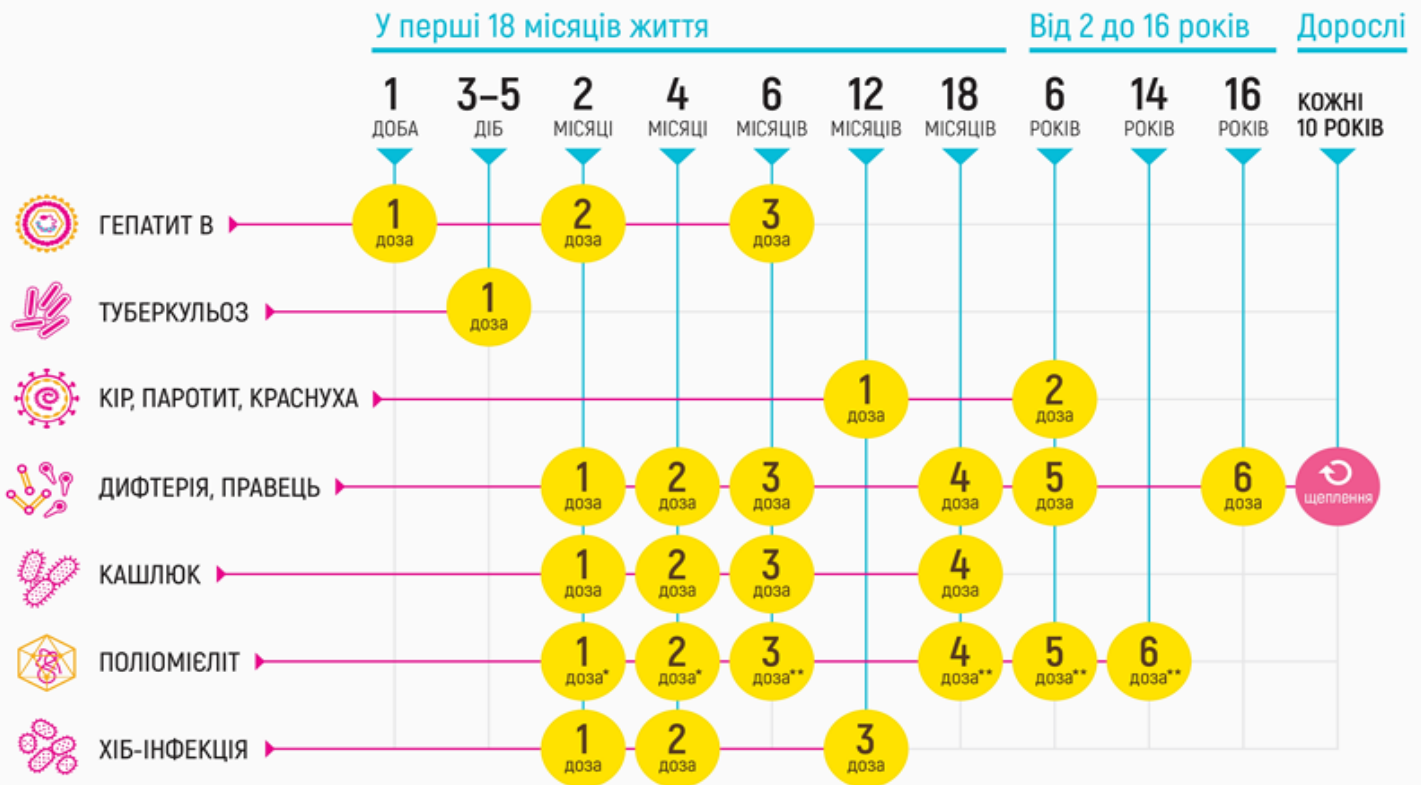 У перші 18 місяців життя Від 2 до 16 років Дорослі
1 3–5 2 4 6 12 18 6 14 16 КОЖНІ
ДОБА ДІБ МІСЯЦІ МІСЯЦІ МІСЯЦІВ МІСЯЦІВ МІСЯЦІВ РОКІВ РОКІВ РОКІВ 10 РОКІВ
ГЕПАТИТ В 1 2 3
доза доза доза
ТУБЕРКУЛЬОЗ 1
доза
КІР, ПАРОТИТ, КРАСНУХА 1 2
доза доза
ДИФТЕРІЯ, ПРАВЕЦЬ 1 2 3 4 5 6
доза доза доза доза доза доза щеплення
КАШЛЮК 1 2 3 4
доза доза доза доза
ПОЛІОМІЄЛІТ 1 2 3 4 5 6
доза* доза* доза** доза** доза** доза**
ХІБ-ІНФЕКЦІЯ 1 2 3
доза доза доза